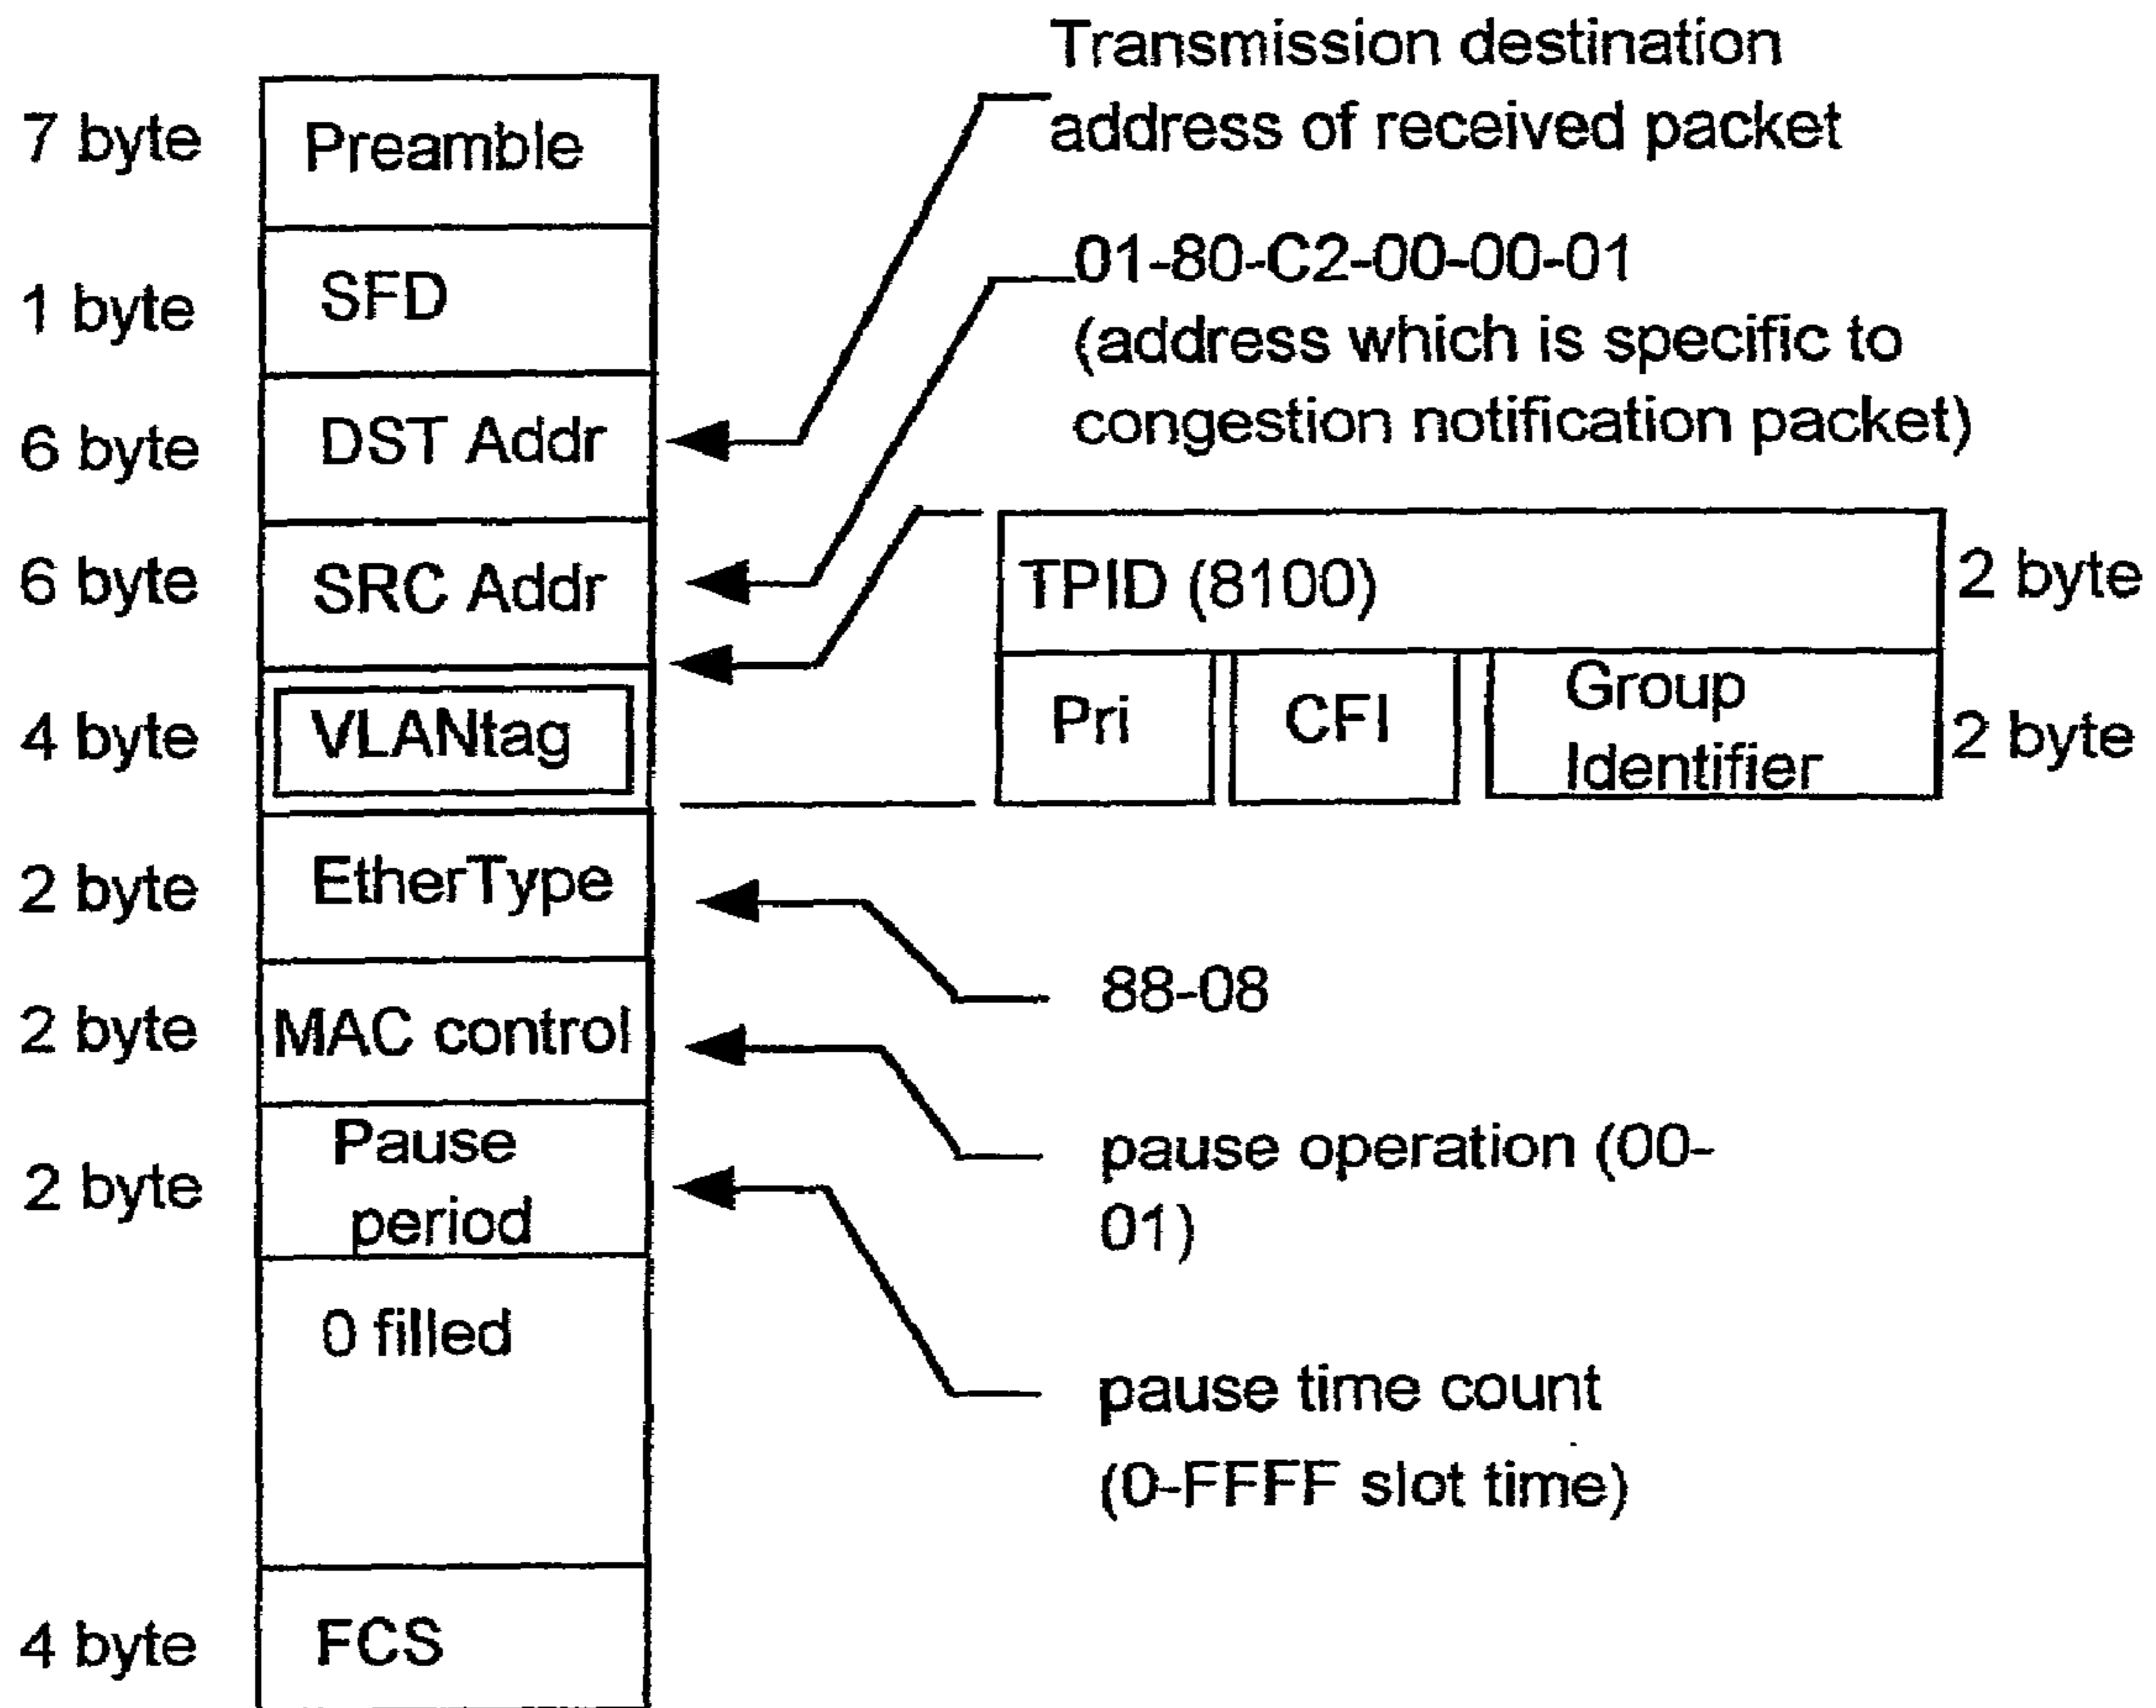 Transmission destination
address of received packet
7 byte
Preamble
01-80-C2-00-00-01
(address which is specific to
congestion notification packet)
1 byte
SFD
6 byte
DST Addr
6 byte
SRC Addr
TPID (8100)
2 byte
4 byte
VLANtag
Pri
CFI
Group
Identifier
2 byte
2 byte
EtherType
88-08
2 byte
MAC control
pause operation (00-
01)
2 byte
Pause
period
0 filled
pause time count
(0-FFFF slot time)
4 byte
FCS